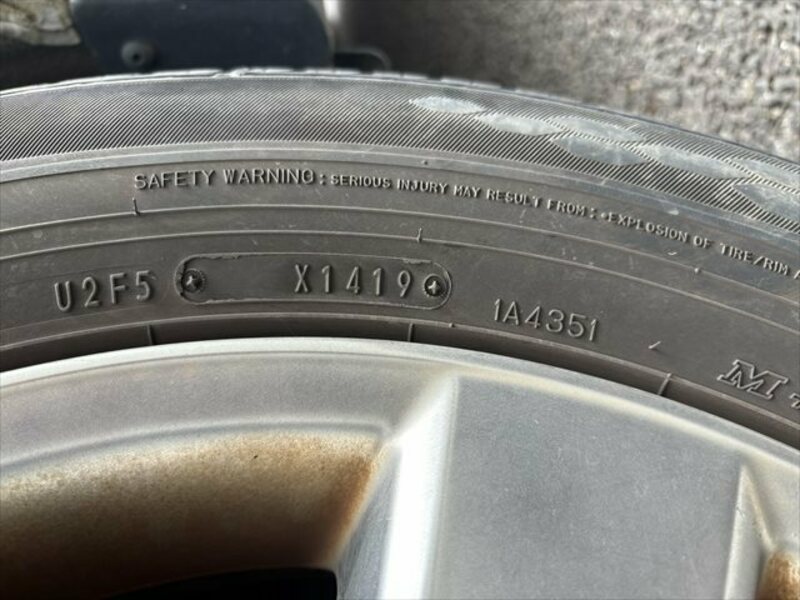 SAFETY WARNING: SERIOUS INJURY MAY RESULT FROM: •EXPLOSION OF TIRE/RIM
U2F5 X1419 1A4351
M